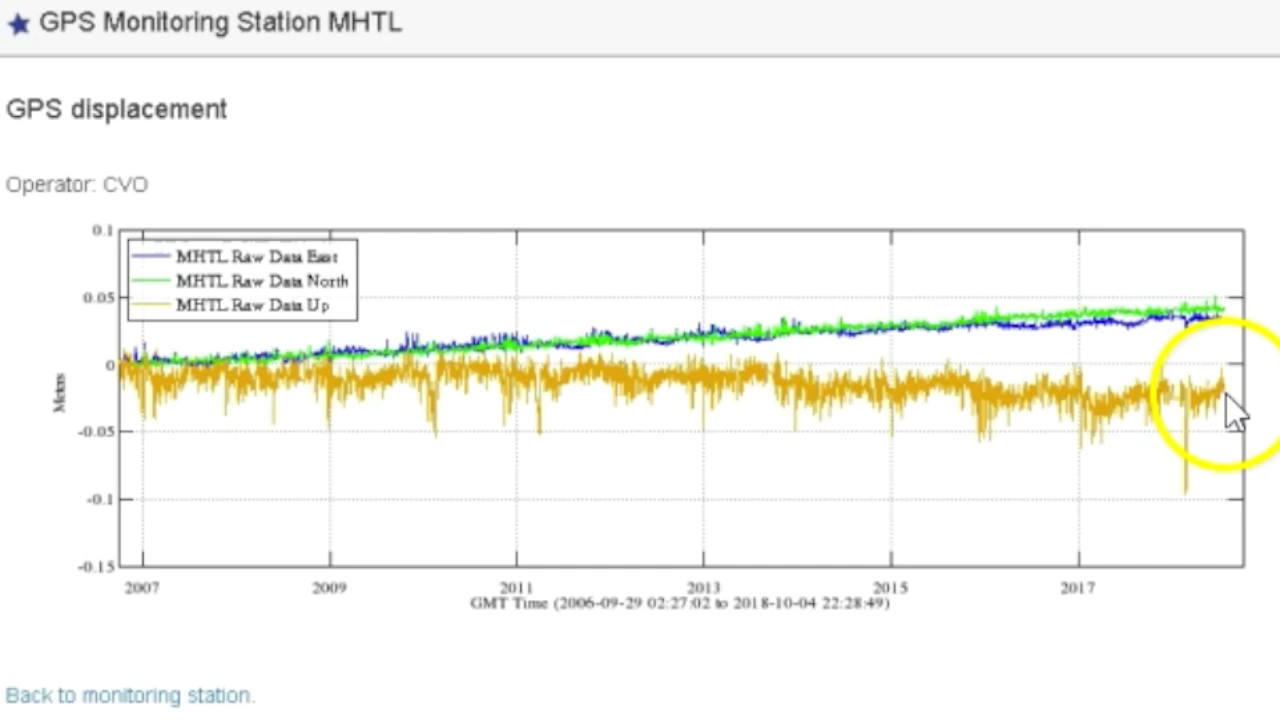 GPS Monitoring Station MHTL
GPS displacement
Operator: CVO
0.1
MHTL Raw Data East
MHTL Raw Data North
MHTL Raw Data Up
0.05
0
Meters
-0.05
-0.1
-0.15
2007 2009 2011 2013 2015 2017
GMT Time (2006-09-29 02:27:02 to 2018-10-04 22:28:49)
Back to monitoring station.